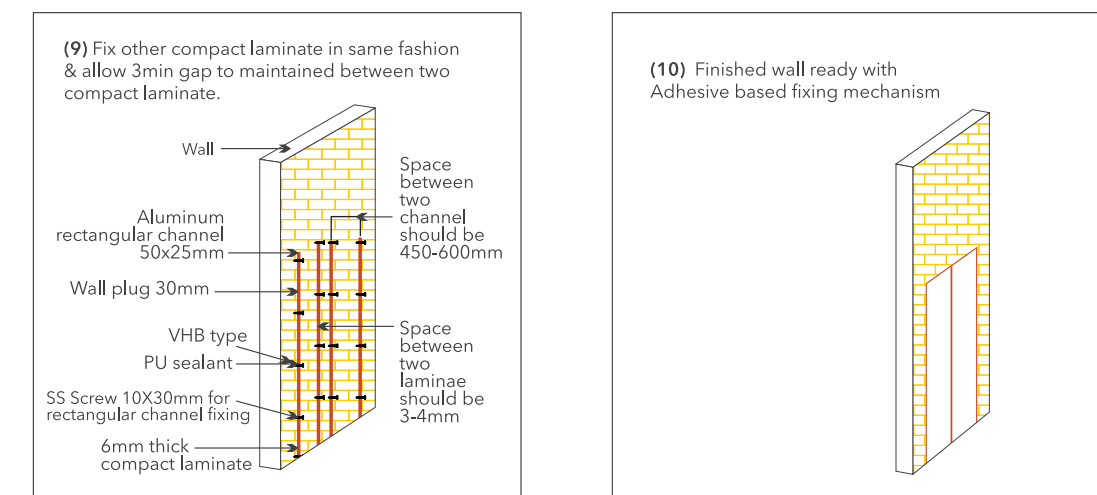 (9) Fix other compact laminate in same fashion
& allow 3min gap to maintained between two
compact laminate.
Wall
Aluminum
rectangular channel
50x25mm
Wall plug 30mm
VHB type
PU sealant
SS Screw 10X30mm for
rectangular channel fixing
6mm thick
compact laminate
Space
between
two
channel
should be
450-600mm
Space
between
two
laminae
should be
3-4mm
(10) Finished wall ready with
Adhesive based fixing mechanism